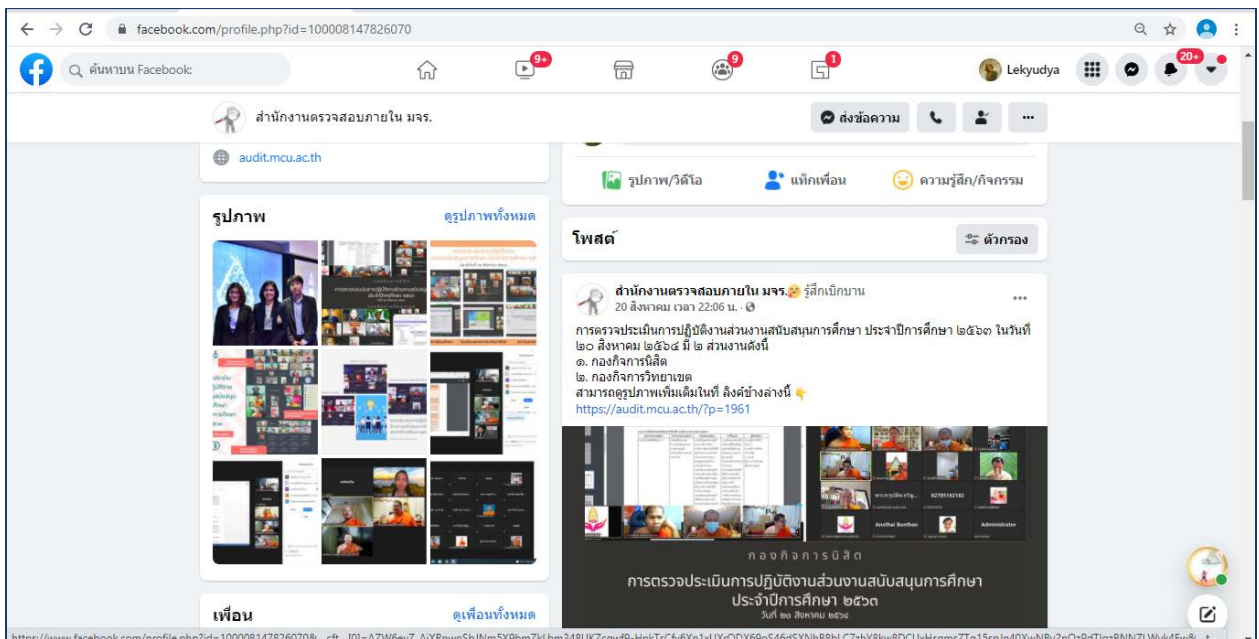 facebook.com/profile.php?id=100008147826070
ค้นหาบน Facebook
9+
9
1
Lekyudya
20+
สำนักงานตรวจสอบภายใน มจร.
ส่งข้อความ
audit.mcu.ac.th
รูปภาพ/วิดีโอ
แท็กเพื่อน
ความรู้สึก/กิจกรรม
รูปภาพ
ดูรูปภาพทั้งหมด
โพสต์
ตัวกรอง
สำนักงานตรวจสอบภายใน มจร. รู้สึกเบิกบาน
20 สิงหาคม เวลา 22:06 น. ·
การตรวจประเมินการปฏิบัติงานส่วนงานสนับสนุนการศึกษา ประจำปีการศึกษา ๒๕๖๓ ในวันที่
๒๐ สิงหาคม ๒๕๖๔ มี ๒ ส่วนงานดังนี้
๑. กองกิจการนิสิต
๒. กองกิจการวิทยาเขต
สามารถดูรูปภาพเพิ่มเติมในที่ ลิงค์ข้างล่างนี้
https://audit.mcu.ac.th/?p=1961
62701162162
Anothai Bonthon
Administrator
กองกิจการนิสิต
การตรวจประเมินการปฏิบัติงานส่วนงานสนับสนุนการศึกษา
ประจำปีการศึกษา ๒๕๖๓
วันที่ ๒๐ สิงหาคม ๒๕๖๔
เพื่อน
ดูเพื่อนทั้งหมด